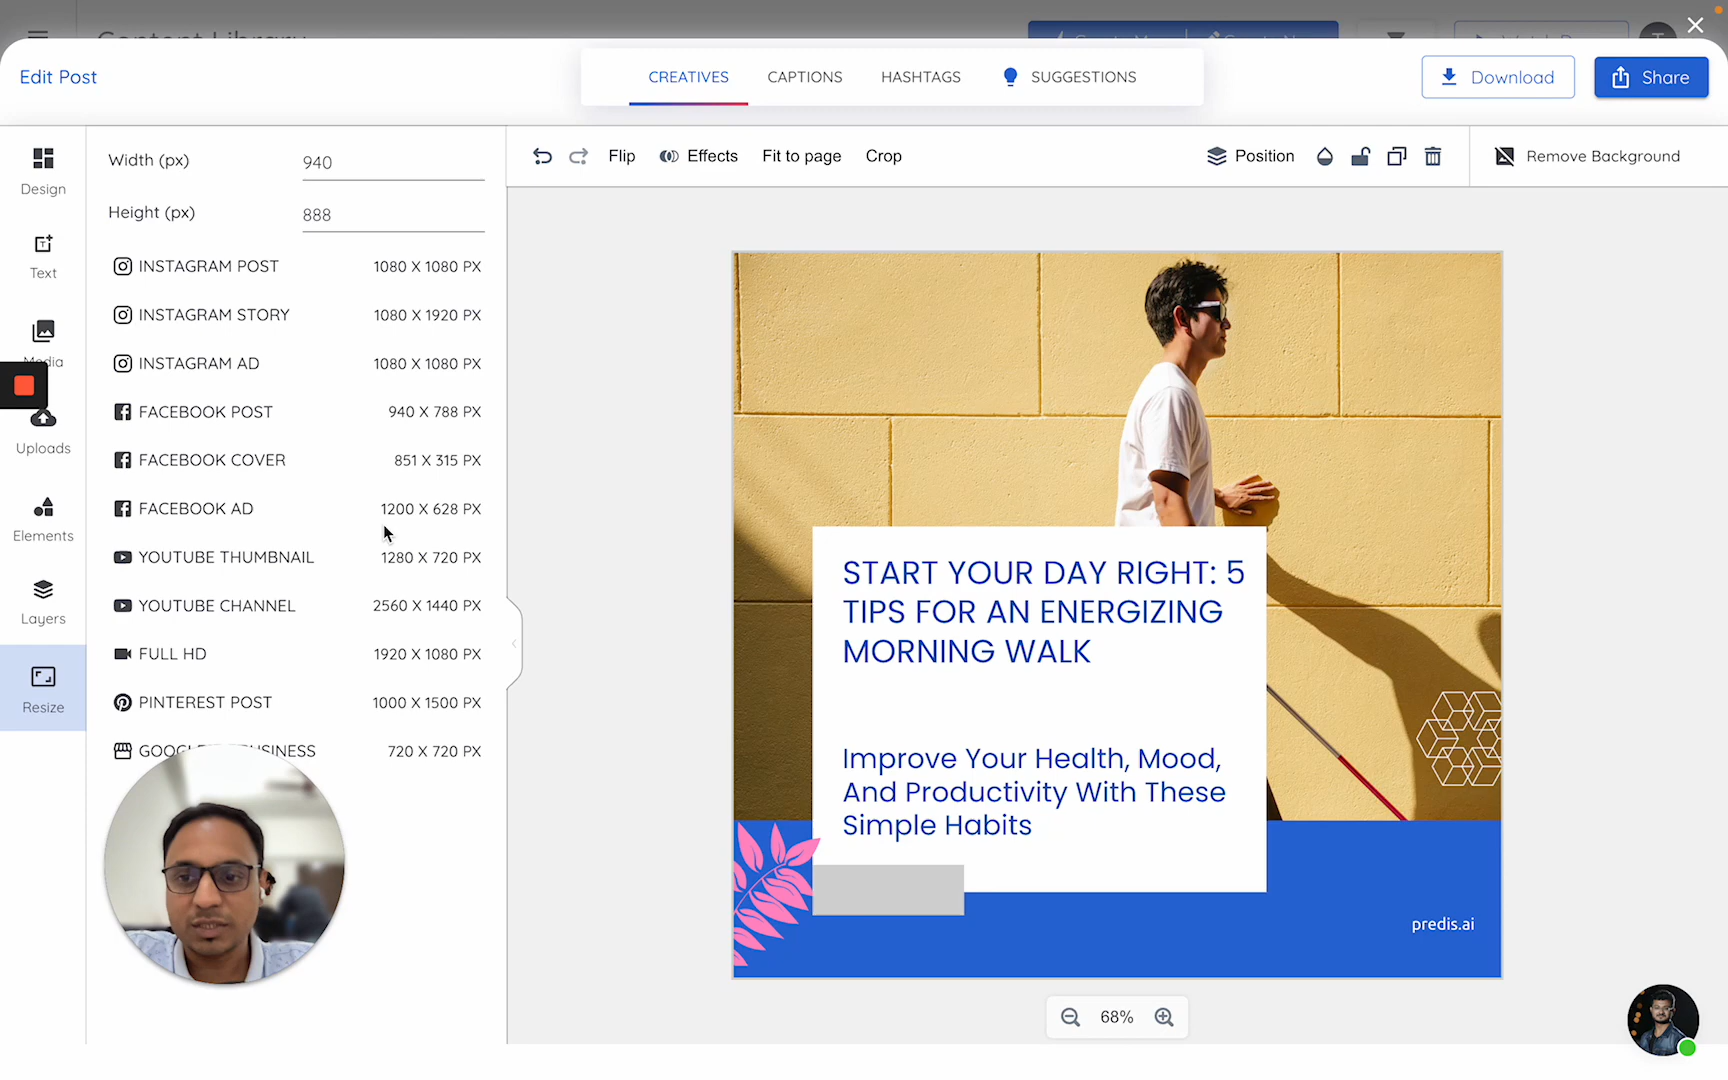 Edit Post
CREATIVES
CAPTIONS
HASHTAGS
SUGGESTIONS
Download
Share
Design
Text
Uploads
Elements
Layers
Resize
Width (px)
940
Height (px)
888
INSTAGRAM POST 1080 X 1080 PX
INSTAGRAM STORY 1080 X 1920 PX
INSTAGRAM AD 1080 X 1080 PX
FACEBOOK POST 940 X 788 PX
FACEBOOK COVER 851 X 315 PX
FACEBOOK AD 1200 X 628 PX
YOUTUBE THUMBNAIL 1280 X 720 PX
YOUTUBE CHANNEL 2560 X 1440 PX
FULL HD 1920 X 1080 PX
PINTEREST POST 1000 X 1500 PX
720 X 720 PX
Flip
Effects
Fit to page
Crop
Position
Remove Background
START YOUR DAY RIGHT: 5
TIPS FOR AN ENERGIZING
MORNING WALK
Improve Your Health, Mood,
And Productivity With These
Simple Habits
predis.ai
68%